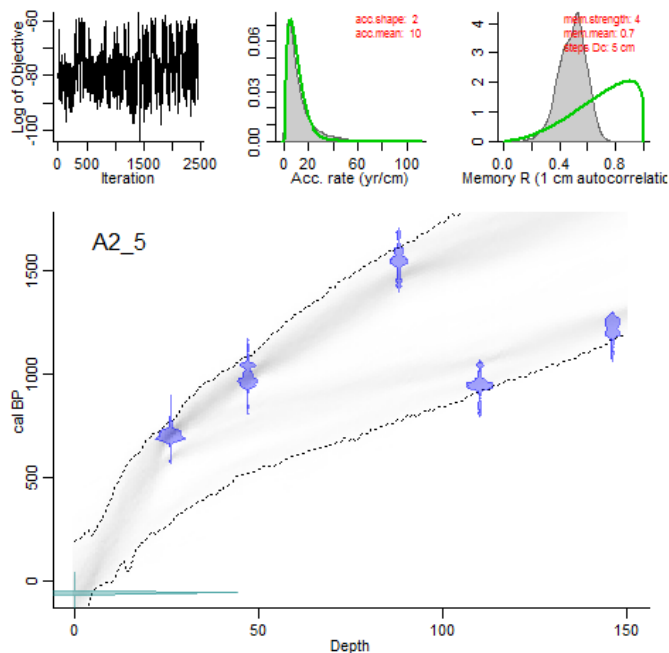 -60
-80
-100
Log of Objective
0 500 1500 2500
Iteration
acc.shape: 2
acc.mean: 10
0.06
0.03
0.00
0 20 60 100
Acc. rate (yr/cm)
mem.strength: 4
mem.mean: 0.7
steps Dc: 5 cm
4
3
2
1
0
0.0 0.4 0.8
Memory R (1 cm autocorrelatio
A2_5
1500
1000
500
0
cal BP
0 50 100 150
Depth